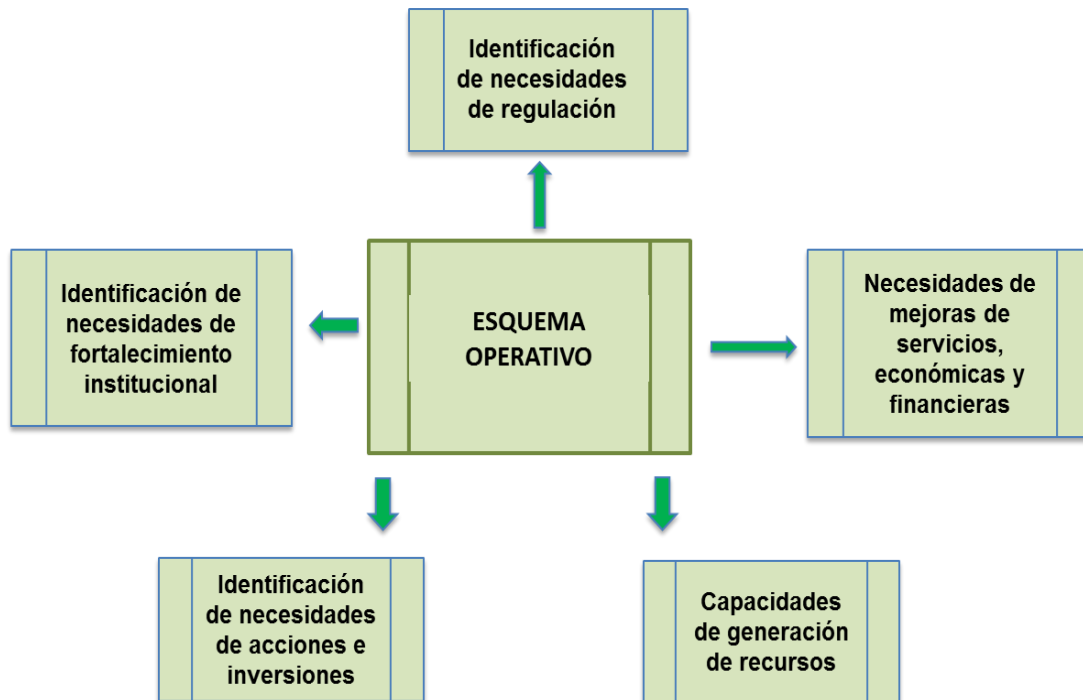 Identificación
de necesidades
de regulación
Identificación de
necesidades de
fortalecimiento
institucional
ESQUEMA
OPERATIVO
Necesidades de
mejoras de
servicios,
económicas y
financieras
Identificación
de necesidades
de acciones e
inversiones
Capacidades
de generación
de recursos